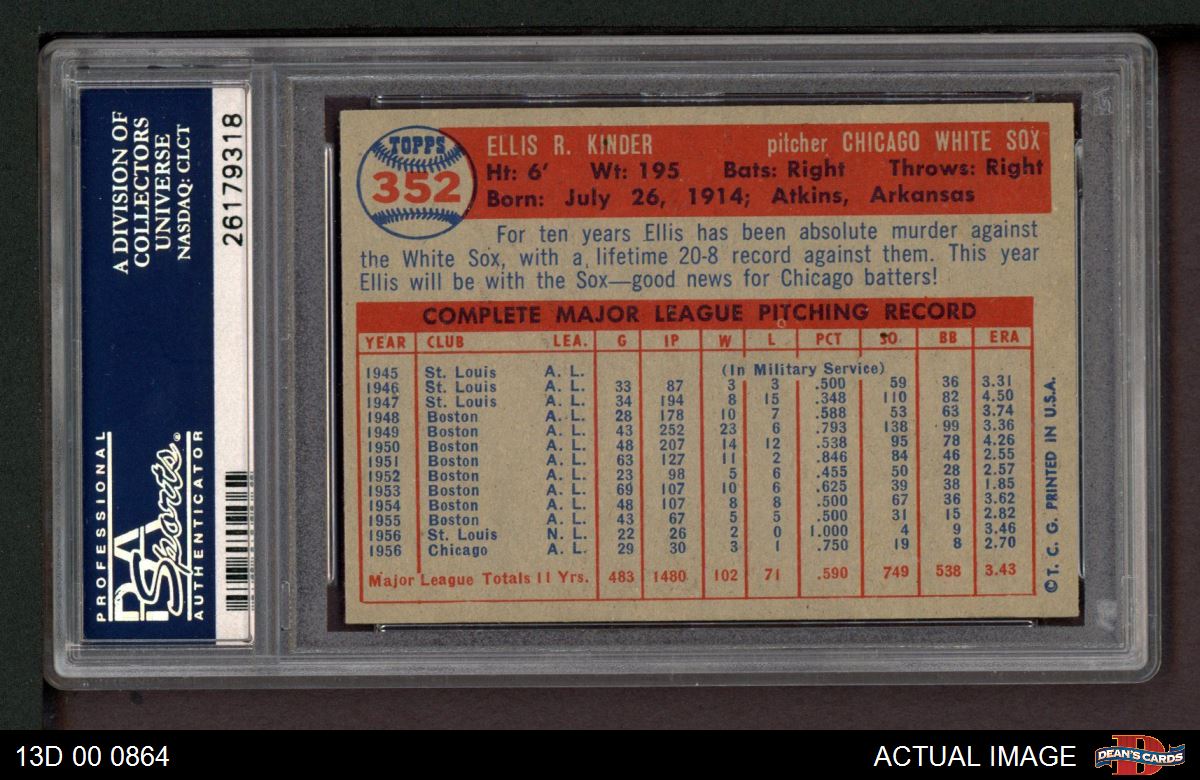 A DIVISION OF
COLLECTORS
UNIVERSE
NASDAQ: CLCT
26179318
PROFESSIONAL
PSA
Sports®
AUTHENTICATOR
TOPPS
352
ELLIS R. KINDER pitcher CHICAGO WHITE SOX
Ht: 6' Wt: 195 Bats: Right Throws: Right
Born: July 26, 1914; Atkins, Arkansas
For ten years Ellis has been absolute murder against
the White Sox, with a lifetime 20-8 record against them. This year
Ellis will be with the Sox—good news for Chicago batters!
COMPLETE MAJOR LEAGUE PITCHING RECORD
YEAR CLUB LEA. G IP W L PCT SO BB ERA
1945 St. Louis A. L. (In Military Service)
1946 St. Louis A. L. 33 87 3 3 .500 59 36 3.31
1947 St. Louis A. L. 34 194 8 15 .348 110 82 4.50
1948 Boston A. L. 28 178 10 7 .588 53 63 3.74
1949 Boston A. L. 43 252 23 6 .793 138 99 3.36
1950 Boston A. L. 48 207 14 12 .538 95 78 4.26
1951 Boston A. L. 63 127 11 2 .846 84 46 2.55
1952 Boston A. L. 23 98 5 6 .455 50 28 2.57
1953 Boston A. L. 69 107 10 6 .625 39 38 1.85
1954 Boston A. L. 48 107 8 8 .500 67 36 3.62
1955 Boston A. L. 43 67 5 5 .500 31 15 2.82
1956 St. Louis N. L. 22 26 2 0 1.000 4 9 3.46
1956 Chicago A. L. 29 30 3 1 .750 19 8 2.70
Major League Totals 11 Yrs. 483 1480 102 71 .590 749 538 3.43
© T. C. G. PRINTED IN U.S.A.
13D 00 0864
ACTUAL IMAGE
D
DEAN'S CARDS